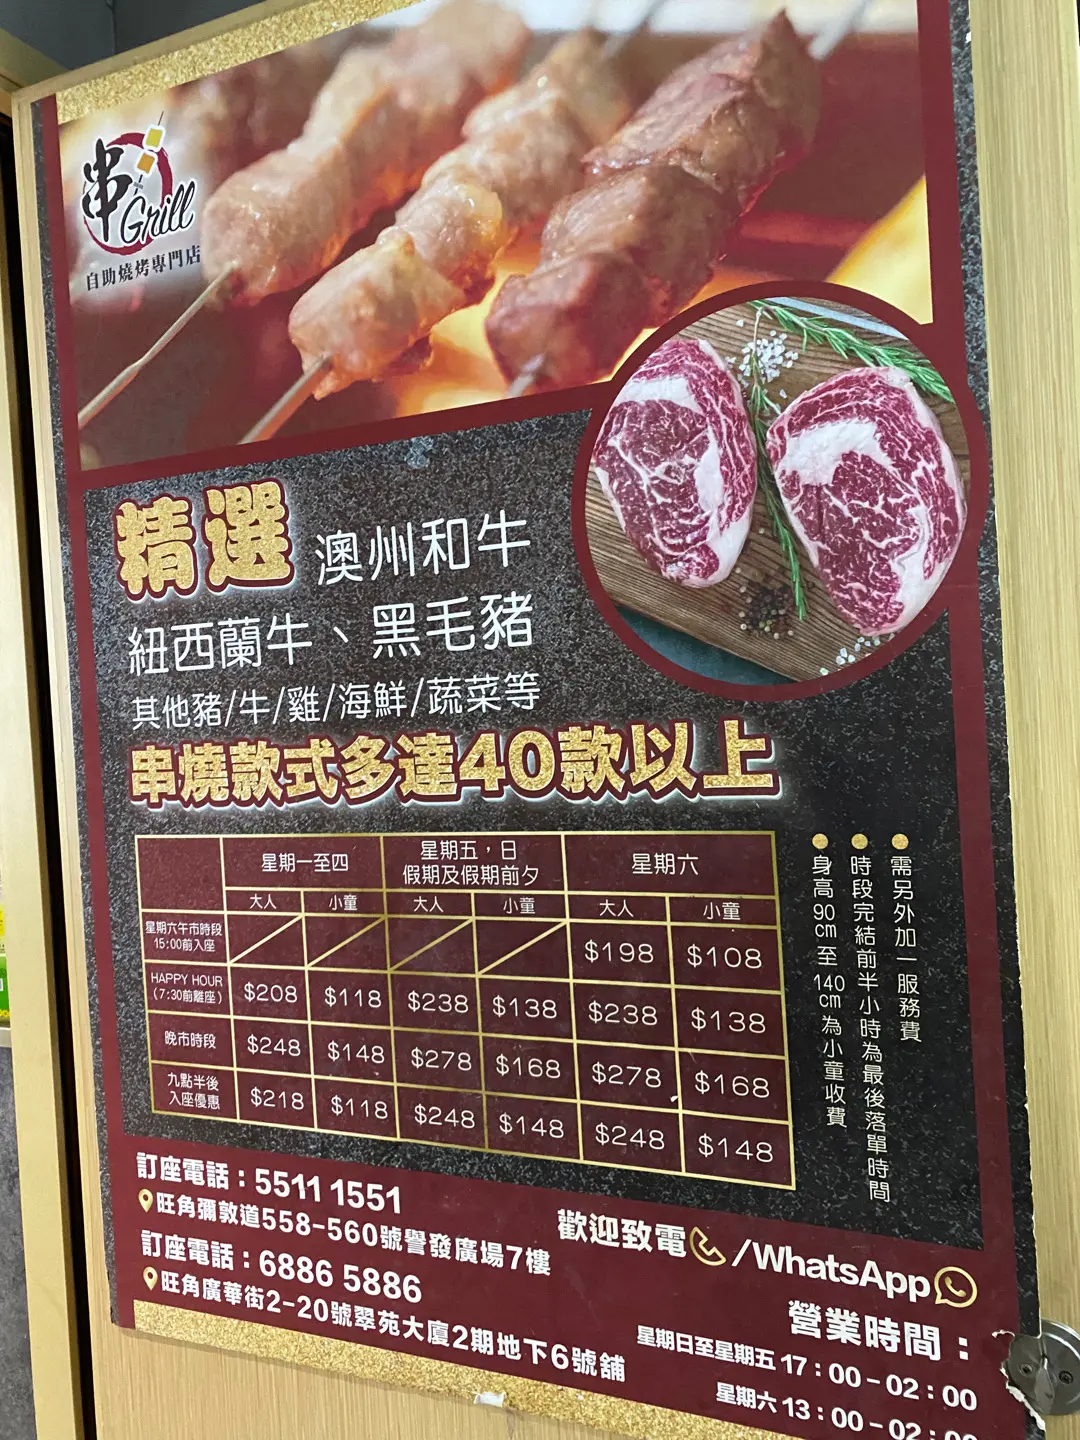 串
Grill
自助燒烤專門店
精選 澳州和牛
紐西蘭牛、黑毛豬
其他豬/牛/雞/海鮮/蔬菜等
串燒款式多達40款以上
星期一至四 星期五，日 假期及假期前夕 星期六
大人 小童 大人 小童 大人 小童
星期六午市時段 15:00前入座 $198 $108
HAPPY HOUR (7:30前離座) $208 $118 $238 $138 $238 $138
晚市時段 $248 $148 $278 $168 $278 $168
九點半後 入座優惠 $218 $118 $248 $148 $248 $148
需另外加一服務費
時段完結前半小時為最後落單時間
身高90cm至140cm為小童收費
訂座電話：5511 1551
旺角彌敦道558-560號譽發廣場7樓
訂座電話：6886 5886
旺角廣華街2-20號翠苑大廈2期地下6號舖
歡迎致電/WhatsApp
營業時間：
星期日至星期五 17：00-02：00
星期六 13：00-02：00